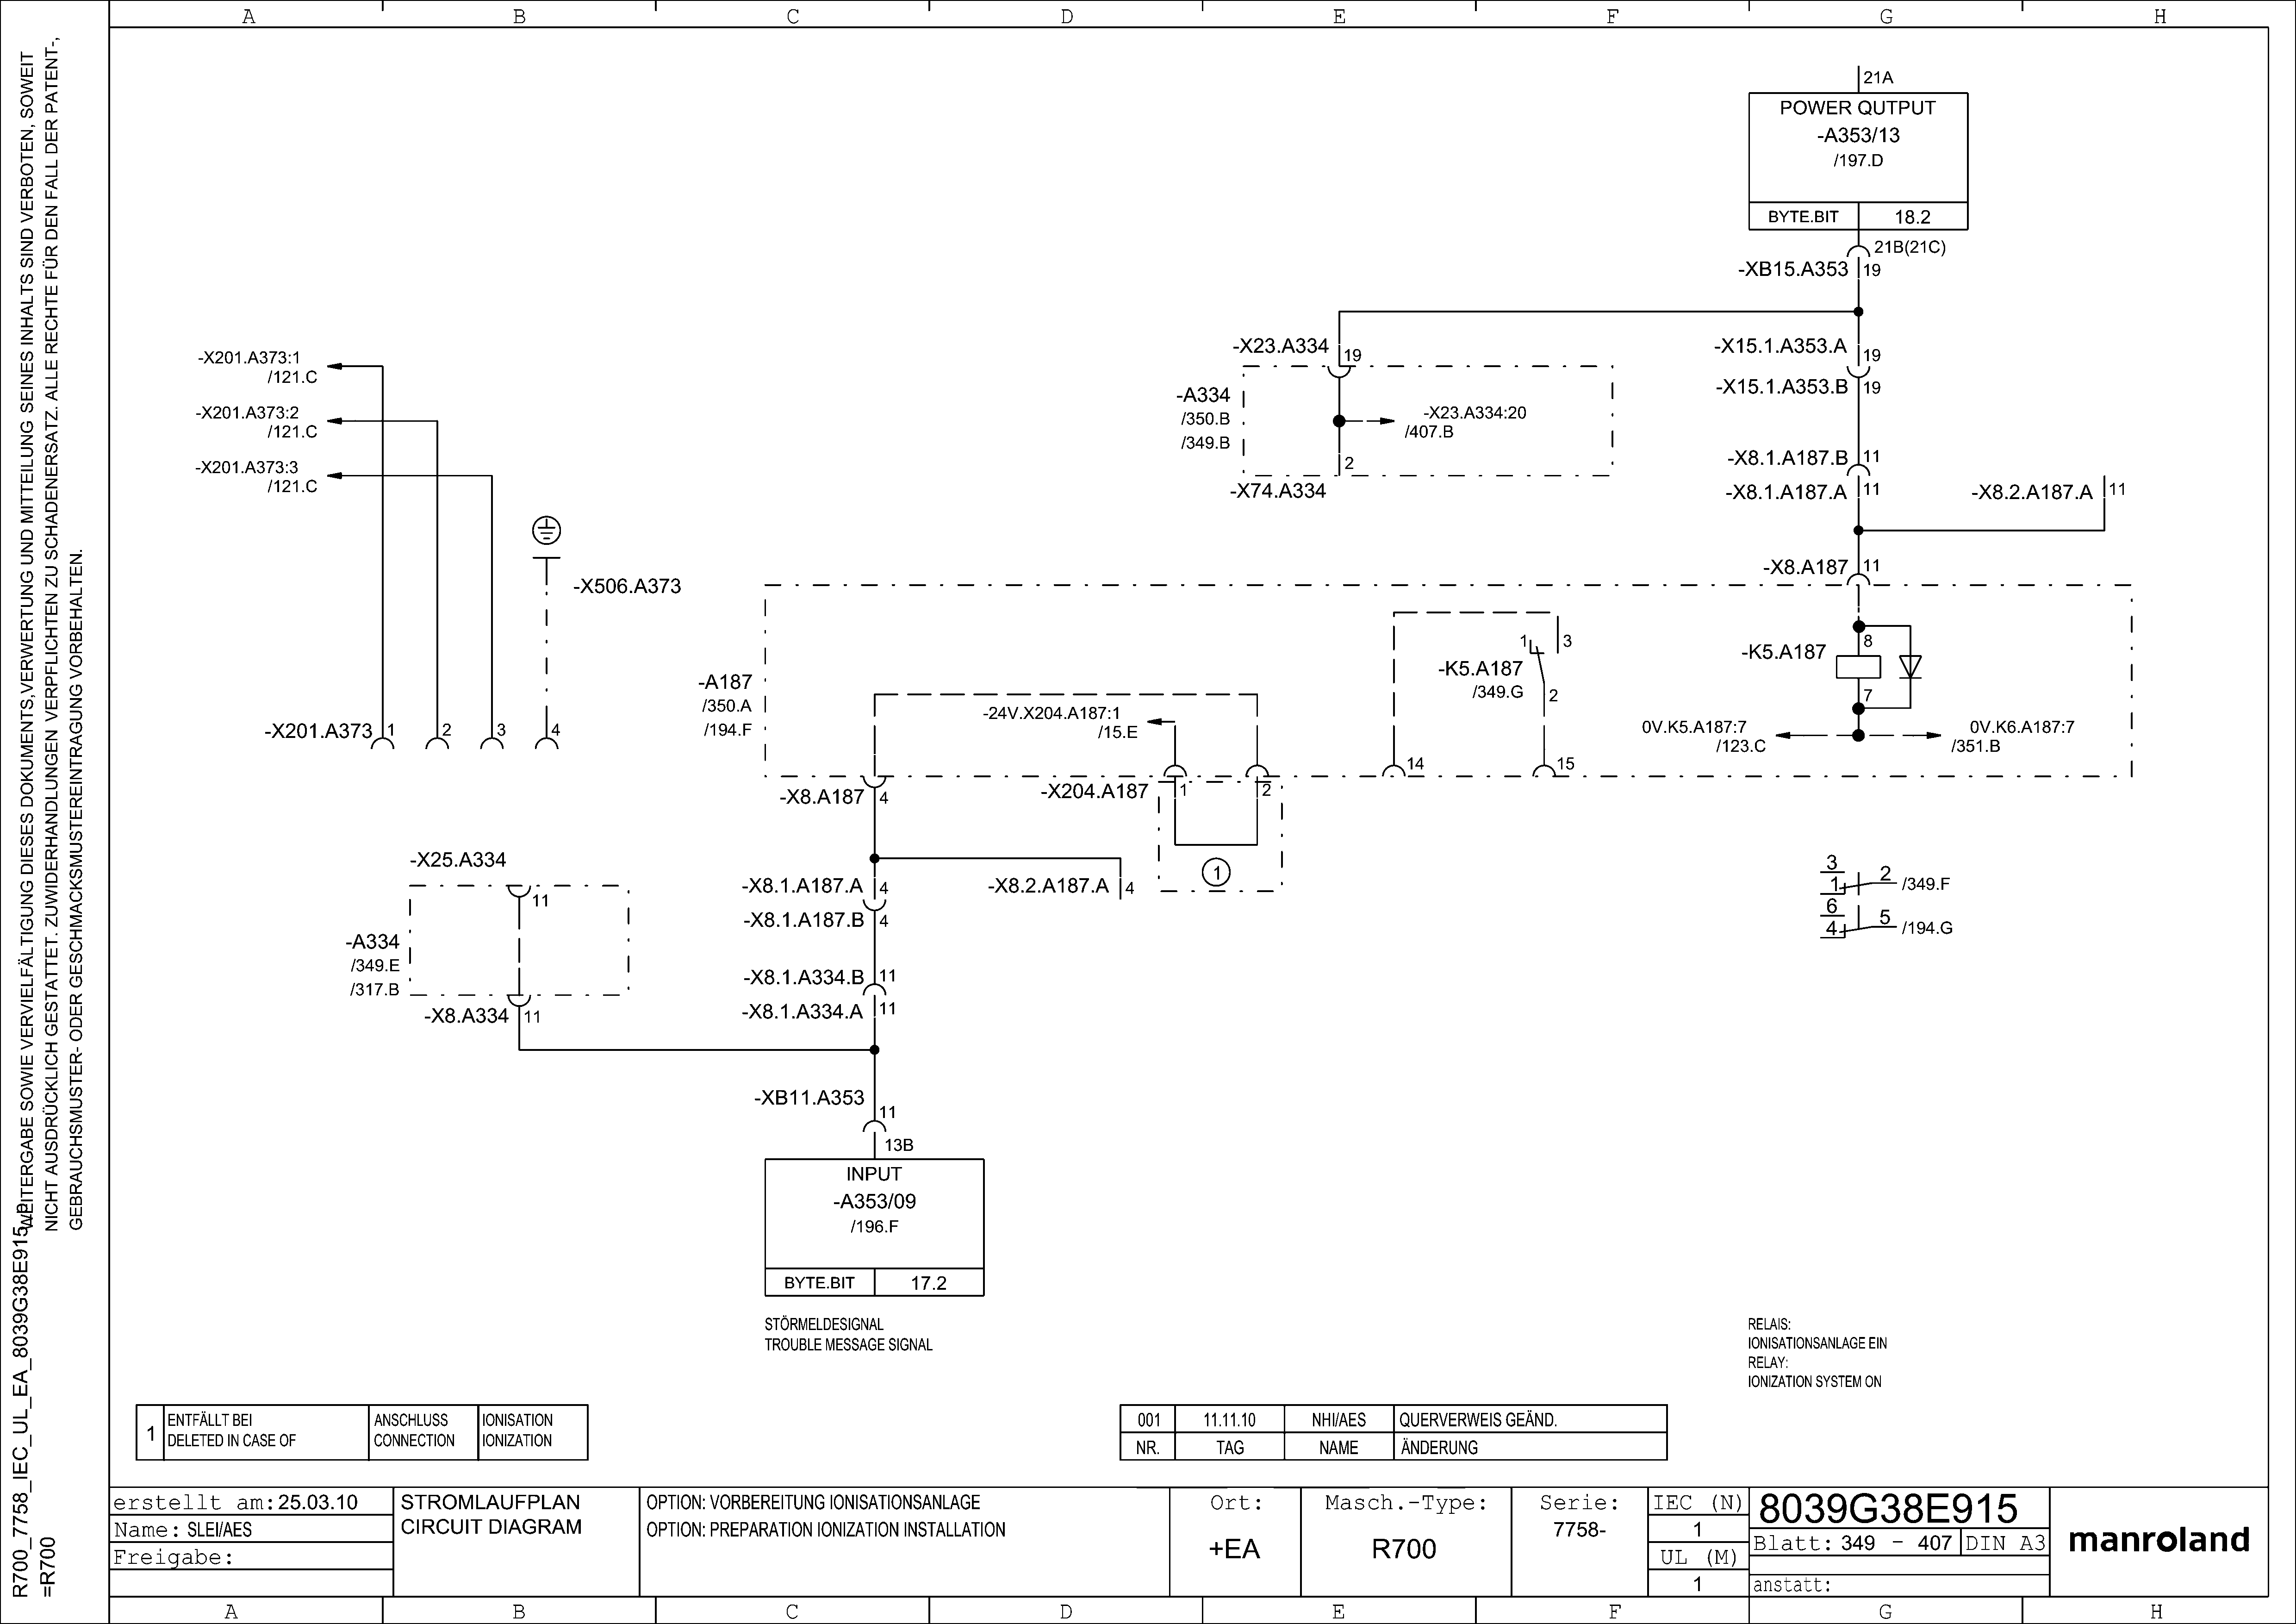 A B C D E F G H
WEITERGABE SOWIE VERVIELFÄLTIGUNG DIESES DOKUMENTS,VERWERTUNG UND MITTEILUNG SEINES INHALTS SIND VERBOTEN, SOWEIT
NICHT AUSDRÜCKLICH GESTATTET. ZUWIDERHANDLUNGEN VERPFLICHTEN ZU SCHADENERSATZ. ALLE RECHTE FÜR DEN FALL DER PATENT-,
GEBRAUCHSMUSTER- ODER GESCHMACKSMUSTEREINTRAGUNG VORBEHALTEN.
R700_7758_IEC_UL_EA_8039G38E915_D
=R700
21A
POWER QUTPUT
-A353/13
/197.D
BYTE.BIT 18.2
21B(21C)
-XB15.A353 19
-X23.A334 19
-X15.1.A353.A 19
-X15.1.A353.B 19
-A334
/350.B
/349.B
-X23.A334:20
/407.B
2
-X74.A334
-X8.1.A187.B 11
-X8.1.A187.A 11
-X8.2.A187.A 11
-X8.A187 11
-X201.A373:1
/121.C
-X201.A373:2
/121.C
-X201.A373:3
/121.C
-X506.A373
-X201.A373 1 2 3 4
-A187
/350.A
/194.F
-24V.X204.A187:1
/15.E
1 3
-K5.A187
/349.G
2
14 15
-K5.A187
8
7
0V.K5.A187:7
/123.C
0V.K6.A187:7
/351.B
-X8.A187 4
-X204.A187 1 2
1
-X8.1.A187.A 4
-X8.2.A187.A 4
-X8.1.A187.B 4
3
1 2 /349.F
6
4 5 /194.G
-X25.A334
11
-A334
/349.E
/317.B
-X8.A334 11
-X8.1.A334.B 11
-X8.1.A334.A 11
-XB11.A353
11
13B
INPUT
-A353/09
/196.F
BYTE.BIT 17.2
STÖRMELDESIGNAL
TROUBLE MESSAGE SIGNAL
RELAIS:
IONISATIONSANLAGE EIN
RELAY:
IONIZATION SYSTEM ON
1 ENTFÄLLT BEI ANSCHLUSS IONISATION
DELETED IN CASE OF CONNECTION IONIZATION
001 11.11.10 NHI/AES QUERVERWEIS GEÄND.
NR. TAG NAME ÄNDERUNG
erstellt am: 25.03.10
Name: SLEI/AES
Freigabe:
STROMLAUFPLAN
CIRCUIT DIAGRAM
OPTION: VORBEREITUNG IONISATIONSANLAGE
OPTION: PREPARATION IONIZATION INSTALLATION
Ort:
+EA
Masch.-Type:
R700
Serie:
7758-
IEC (N)
1
UL (M)
1
8039G38E915
Blatt: 349 - 407 DIN A3
anstatt:
manroland
A B C D E F G H